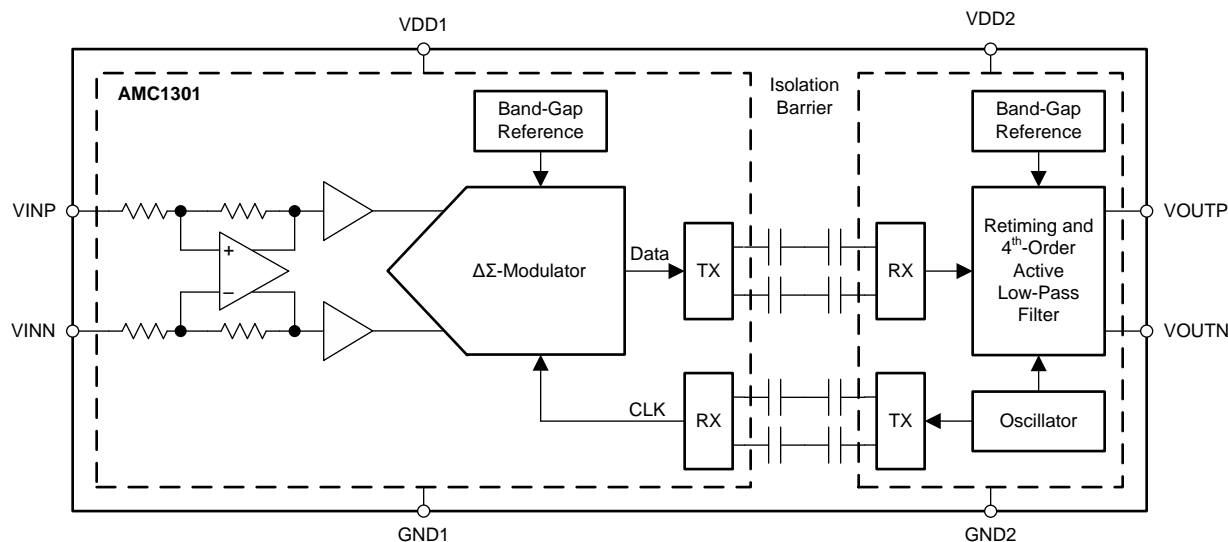 VDD1
VDD2
AMC1301
Isolation
Barrier
Band-Gap
Reference
Band-Gap
Reference
VINP
VOUTP
+
−
ΔΣ-Modulator
Data
TX
RX
Retiming and
4th-Order
Active
Low-Pass
Filter
VINN
VOUTN
CLK
RX
TX
Oscillator
GND1
GND2